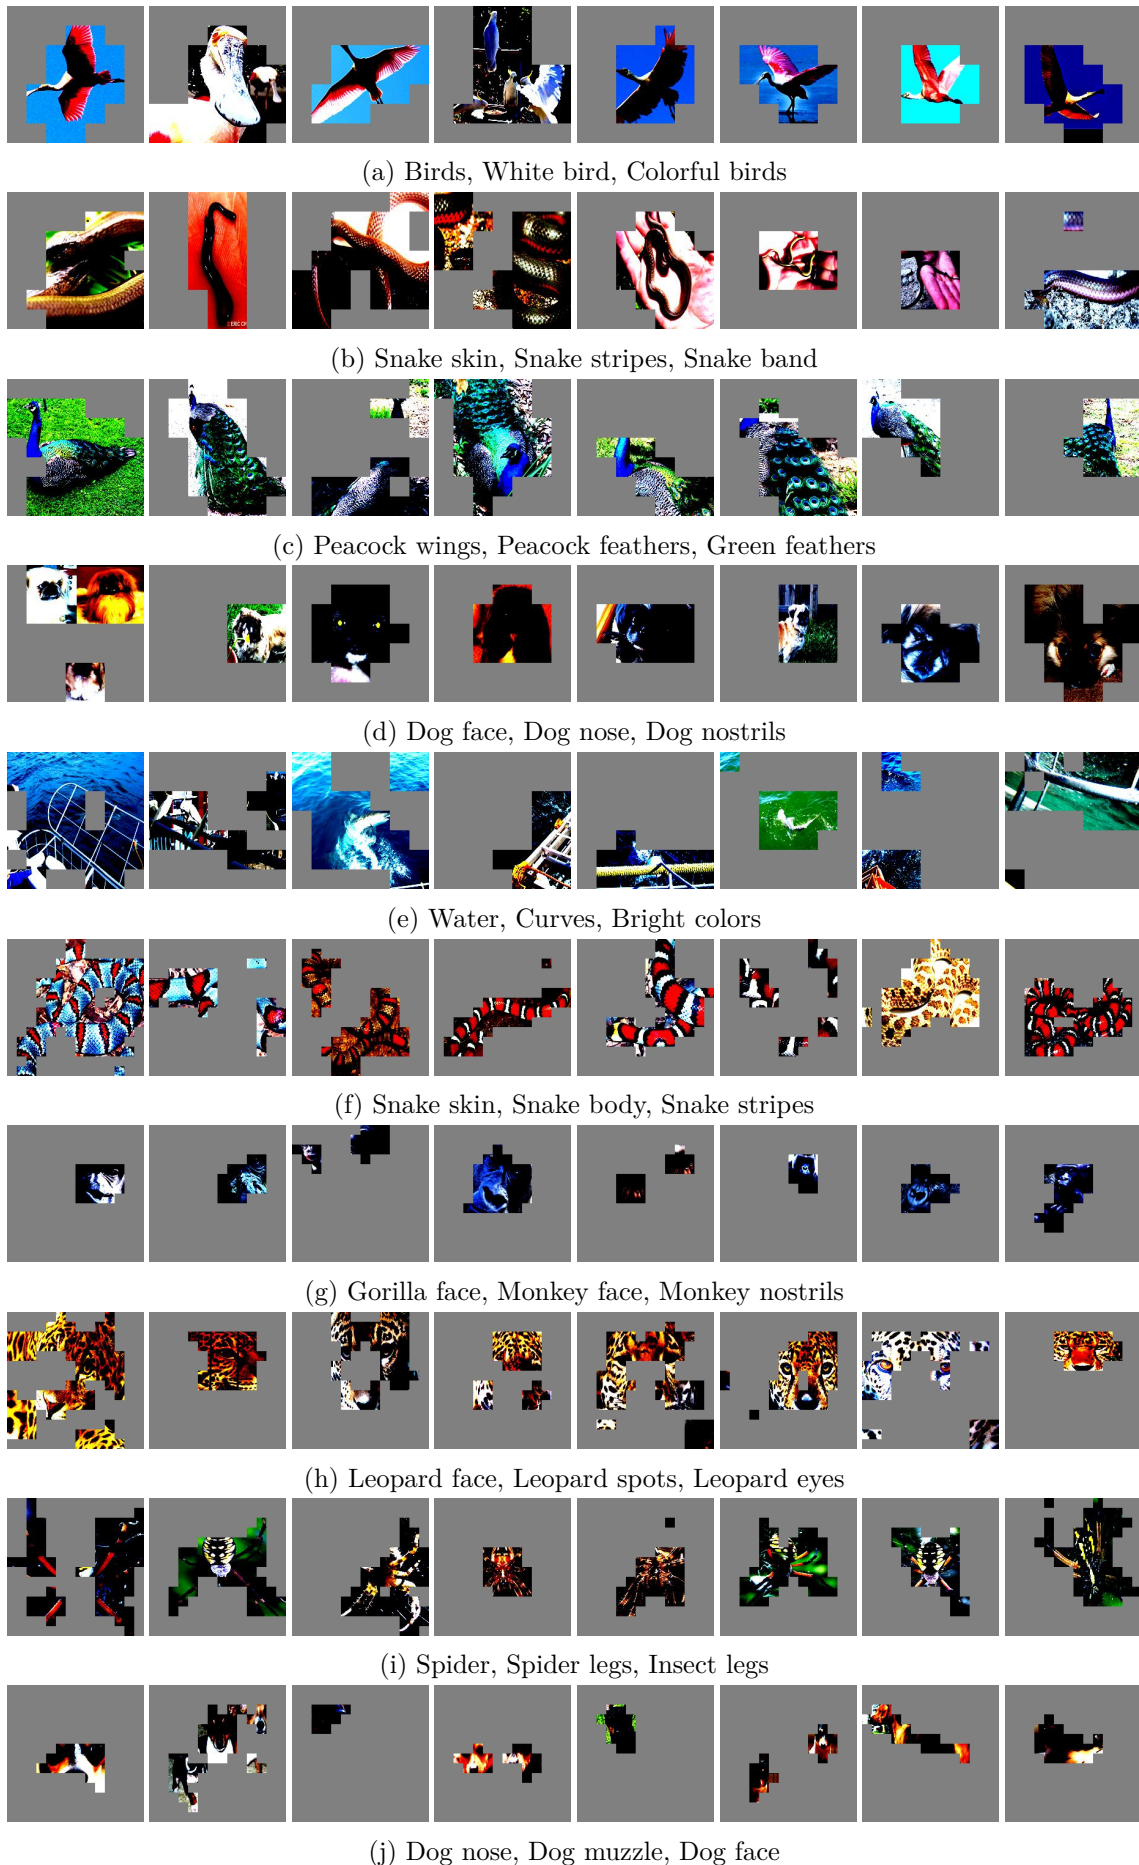 (a) Birds, White bird, Colorful birds
(b) Snake skin, Snake stripes, Snake band
(c) Peacock wings, Peacock feathers, Green feathers
(d) Dog face, Dog nose, Dog nostrils
(e) Water, Curves, Bright colors
(f) Snake skin, Snake body, Snake stripes
(g) Gorilla face, Monkey face, Monkey nostrils
(h) Leopard face, Leopard spots, Leopard eyes
(i) Spider, Spider legs, Insect legs
(j) Dog nose, Dog muzzle, Dog face